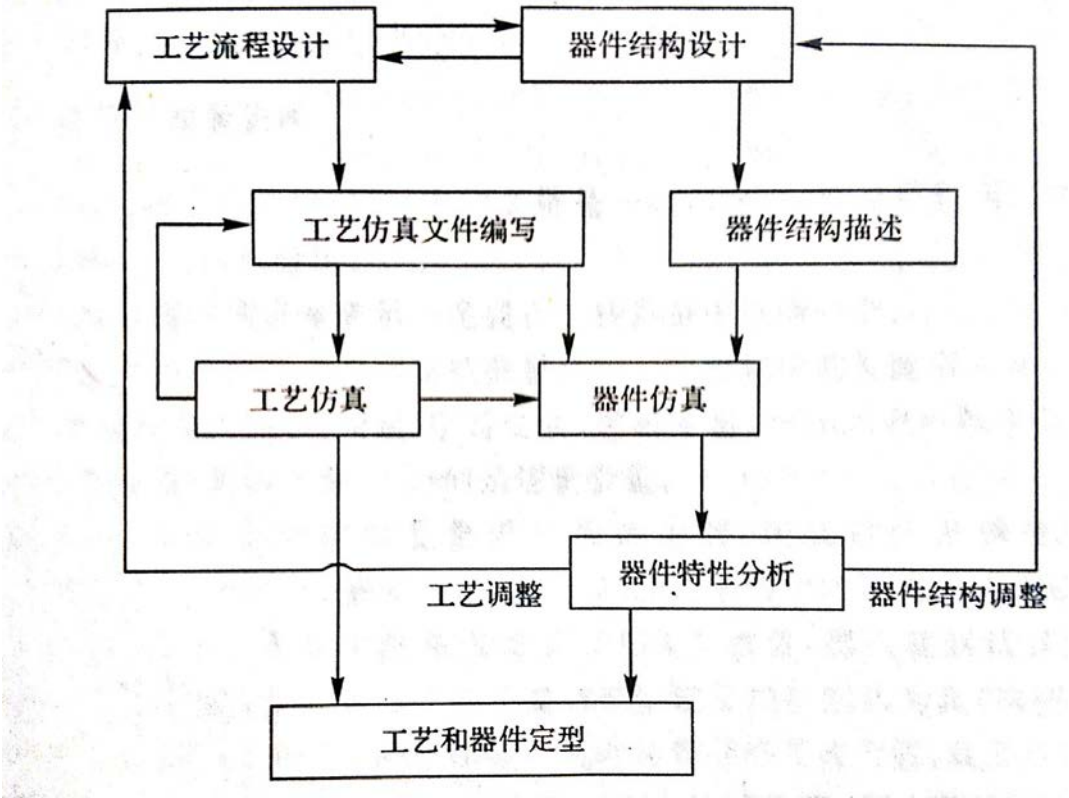 工艺流程设计
器件结构设计
工艺仿真文件编写
器件结构描述
工艺仿真
器件仿真
器件特性分析
工艺调整
器件结构调整
工艺和器件定型